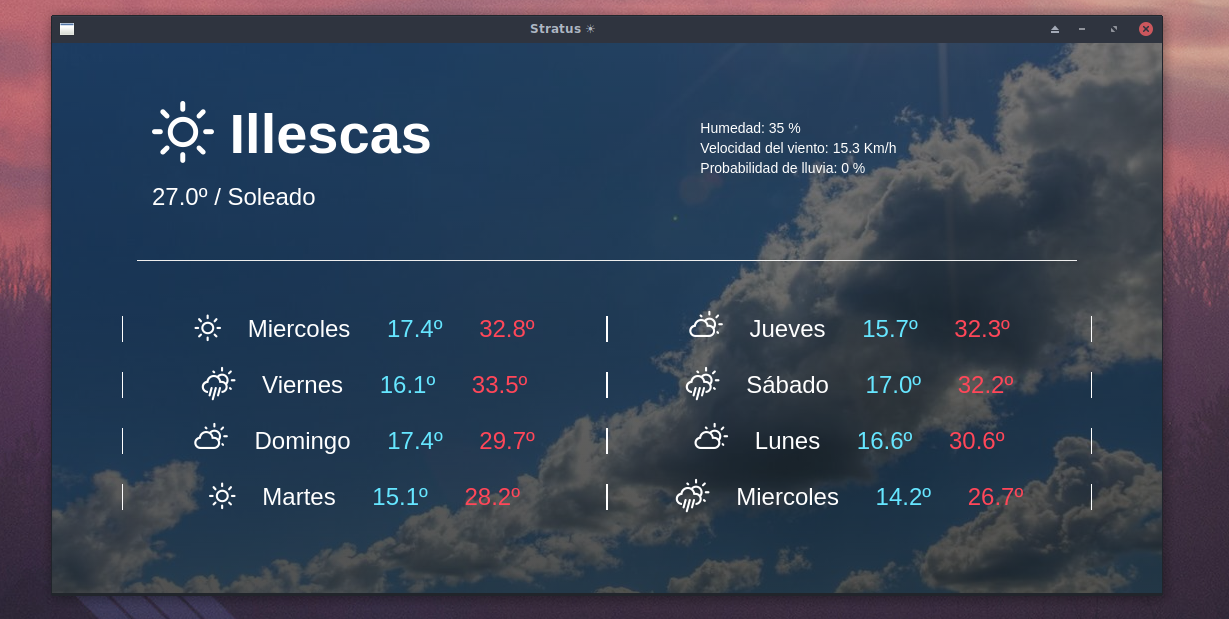 Stratus ☀
Illescas
27.0º / Soleado
Humedad: 35 %
Velocidad del viento: 15.3 Km/h
Probabilidad de lluvia: 0 %
Miercoles 17.4º 32.8º
Jueves 15.7º 32.3º
Viernes 16.1º 33.5º
Sábado 17.0º 32.2º
Domingo 17.4º 29.7º
Lunes 16.6º 30.6º
Martes 15.1º 28.2º
Miercoles 14.2º 26.7º